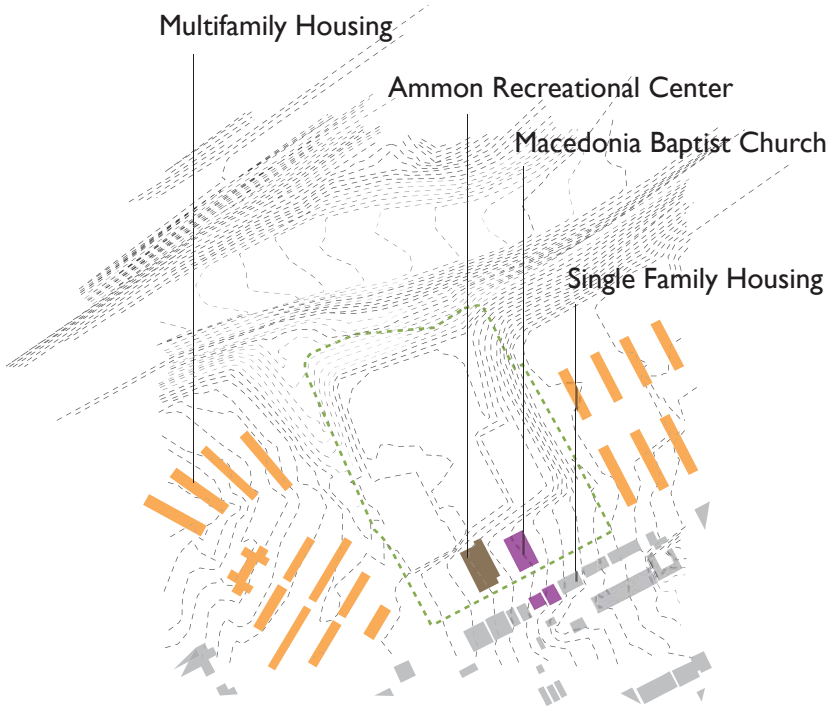 Multifamily Housing
Ammon Recreational Center
Macedonia Baptist Church
Single Family Housing